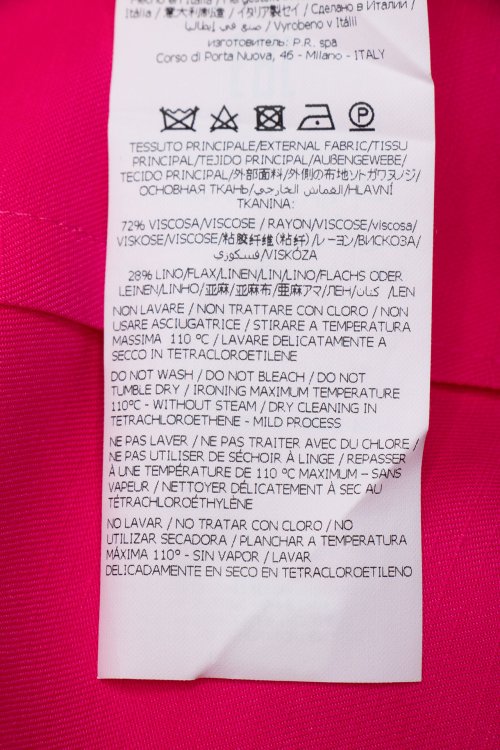 Italia / 意大利制造 / イタリア製セイ / Сделано в Италии /
صنع في إيطاليا / Vyrobeno v Itálii
изготовитель: P.R. spa
Corso di Porta Nuova, 46 - Milano - ITALY
P
TESSUTO PRINCIPALE/EXTERNAL FABRIC/TISSU
PRINCIPAL/TEJIDO PRINCIPAL/AUßENGEWEBE/
TECIDO PRINCIPAL/外部面料/外側の布地ソトガワヌノジ/
ОСНОВНАЯ ТКАНЬ/القماش الخارجي/HLAVNÍ
TKANINA:
72% VISCOSA/VISCOSE / RAYON/VISCOSE/viscosa/
VISKOSE/VISCOSE/粘胶纤维(粘纤)/レーヨン/ВИСКОЗА/
فسكوزي/VISKÓZA
28% LINO/FLAX/LINEN/LIN/LINO/FLACHS ODER
LEINEN/LINHO/亚麻/亚麻布/亜麻アマ/ЛЕН/كتان /LEN
NON LAVARE / NON TRATTARE CON CLORO / NON
USARE ASCIUGATRICE / STIRARE A TEMPERATURA
MASSIMA 110 °C / LAVARE DELICATAMENTE A
SECCO IN TETRACLOROETILENE
DO NOT WASH / DO NOT BLEACH / DO NOT
TUMBLE DRY / IRONING MAXIMUM TEMPERATURE
110°C - WITHOUT STEAM / DRY CLEANING IN
TETRACHLOROETHENE - MILD PROCESS
NE PAS LAVER / NE PAS TRAITER AVEC DU CHLORE /
NE PAS UTILISER DE SÉCHOIR À LINGE / REPASSER
À UNE TEMPÉRATURE DE 110 °C MAXIMUM – SANS
VAPEUR / NETTOYER DÉLICATEMENT À SEC AU
TÉTRACHLOROÉTHYLÈNE
NO LAVAR / NO TRATAR CON CLORO / NO
UTILIZAR SECADORA / PLANCHAR A TEMPERATURA
MÁXIMA 110° - SIN VAPOR / LAVAR
DELICADAMENTE EN SECO EN TETRACLOROETILENO